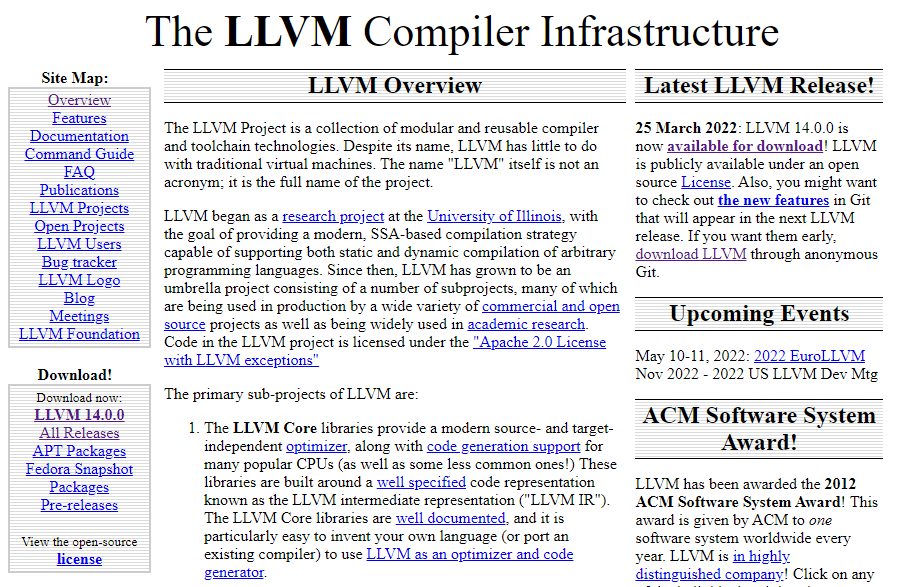 The LLVM Compiler Infrastructure
Site Map:
Overview
Features
Documentation
Command Guide
FAQ
Publications
LLVM Projects
Open Projects
LLVM Users
Bug tracker
LLVM Logo
Blog
Meetings
LLVM Foundation
Download!
Download now:
LLVM 14.0.0
All Releases
APT Packages
Fedora Snapshot
Packages
Pre-releases
View the open-source
license
LLVM Overview
The LLVM Project is a collection of modular and reusable compiler
and toolchain technologies. Despite its name, LLVM has little to do
with traditional virtual machines. The name "LLVM" itself is not an
acronym; it is the full name of the project.
LLVM began as a research project at the University of Illinois, with
the goal of providing a modern, SSA-based compilation strategy
capable of supporting both static and dynamic compilation of arbitrary
programming languages. Since then, LLVM has grown to be an
umbrella project consisting of a number of subprojects, many of which
are being used in production by a wide variety of commercial and open
source projects as well as being widely used in academic research.
Code in the LLVM project is licensed under the "Apache 2.0 License
with LLVM exceptions"
The primary sub-projects of LLVM are:
1. The LLVM Core libraries provide a modern source- and target-
independent optimizer, along with code generation support for
many popular CPUs (as well as some less common ones!) These
libraries are built around a well specified code representation
known as the LLVM intermediate representation ("LLVM IR").
The LLVM Core libraries are well documented, and it is
particularly easy to invent your own language (or port an
existing compiler) to use LLVM as an optimizer and code
generator.
Latest LLVM Release!
25 March 2022: LLVM 14.0.0 is
now available for download! LLVM
is publicly available under an open
source License. Also, you might want
to check out the new features in Git
that will appear in the next LLVM
release. If you want them early,
download LLVM through anonymous
Git.
Upcoming Events
May 10-11, 2022: 2022 EuroLLVM
Nov 2022 - 2022 US LLVM Dev Mtg
ACM Software System
Award!
LLVM has been awarded the 2012
ACM Software System Award! This
award is given by ACM to one
software system worldwide every
year. LLVM is in highly
distinguished company! Click on any